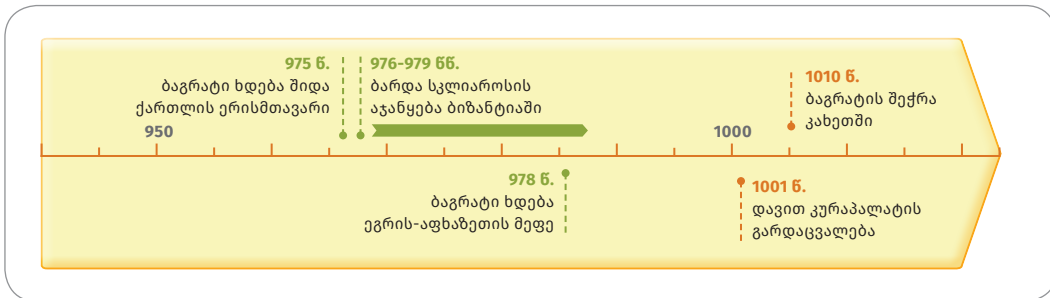 975 წ.
ბაგრატი ხდება შიდა
ქართლის ერისმთავარი
976-979 წწ.
ბარდა სკლიაროსის
აჯანყება ბიზანტიაში
1010 წ.
ბაგრატის შეჭრა
კახეთში
950
1000
978 წ.
ბაგრატი ხდება
ეგრის-აფხაზეთის მეფე
1001 წ.
დავით კურაპალატის
გარდაცვალება